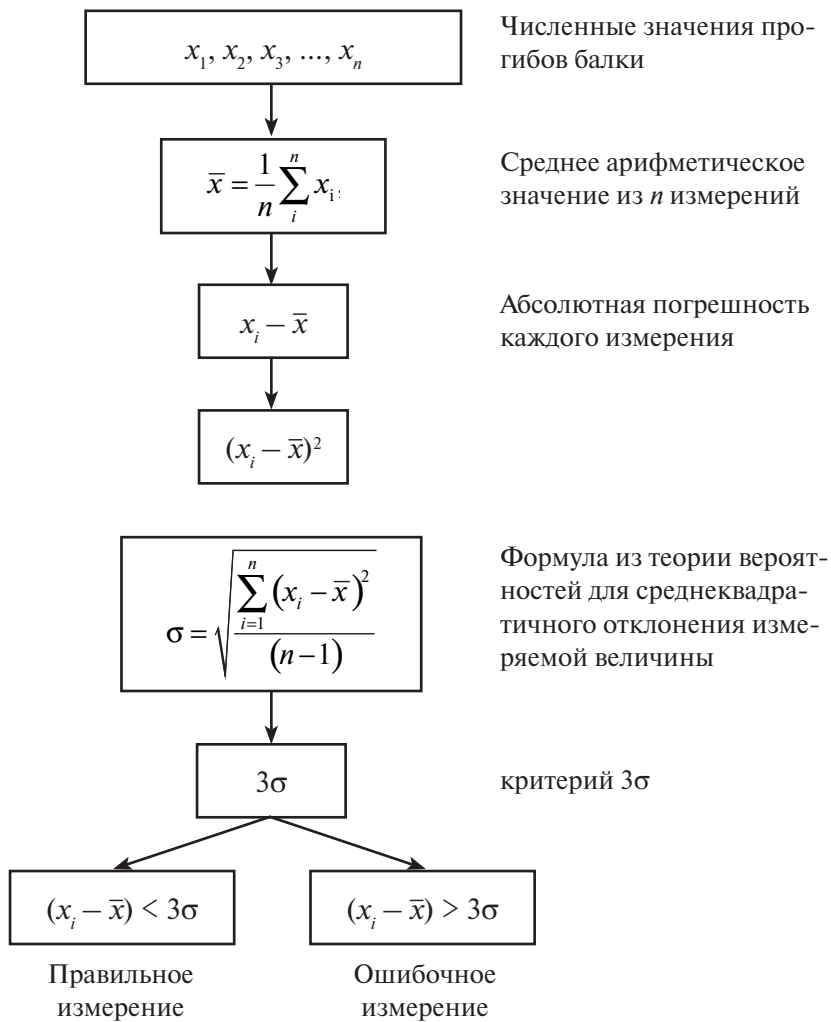 x₁, x₂, x₃, ..., xₙ
Численные значения про-
гибов балки
x̅ = 1/n ∑ᵢⁿ xᵢ
Среднее арифметическое
значение из n измерений
xᵢ – x̅
Абсолютная погрешность
каждого измерения
(xᵢ – x̅)²
σ = √(∑ᵢ₌₁ⁿ (xᵢ – x̅)² / (n–1))
Формула из теории вероят-
ностей для среднеквадра-
тичного отклонения изме-
ряемой величины
3σ
критерий 3σ
(xᵢ – x̅) < 3σ
(xᵢ – x̅) > 3σ
Правильное
измерение
Ошибочное
измерение